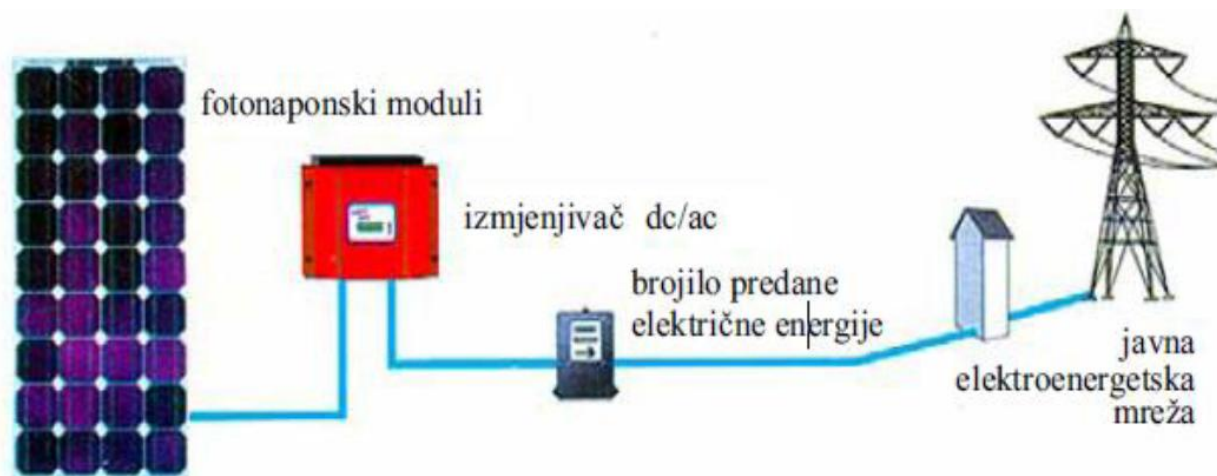 fotonaponski moduli
izmjenjivač dc/ac
brojilo predane
električne energije
javna
elektroenergetska
mreža